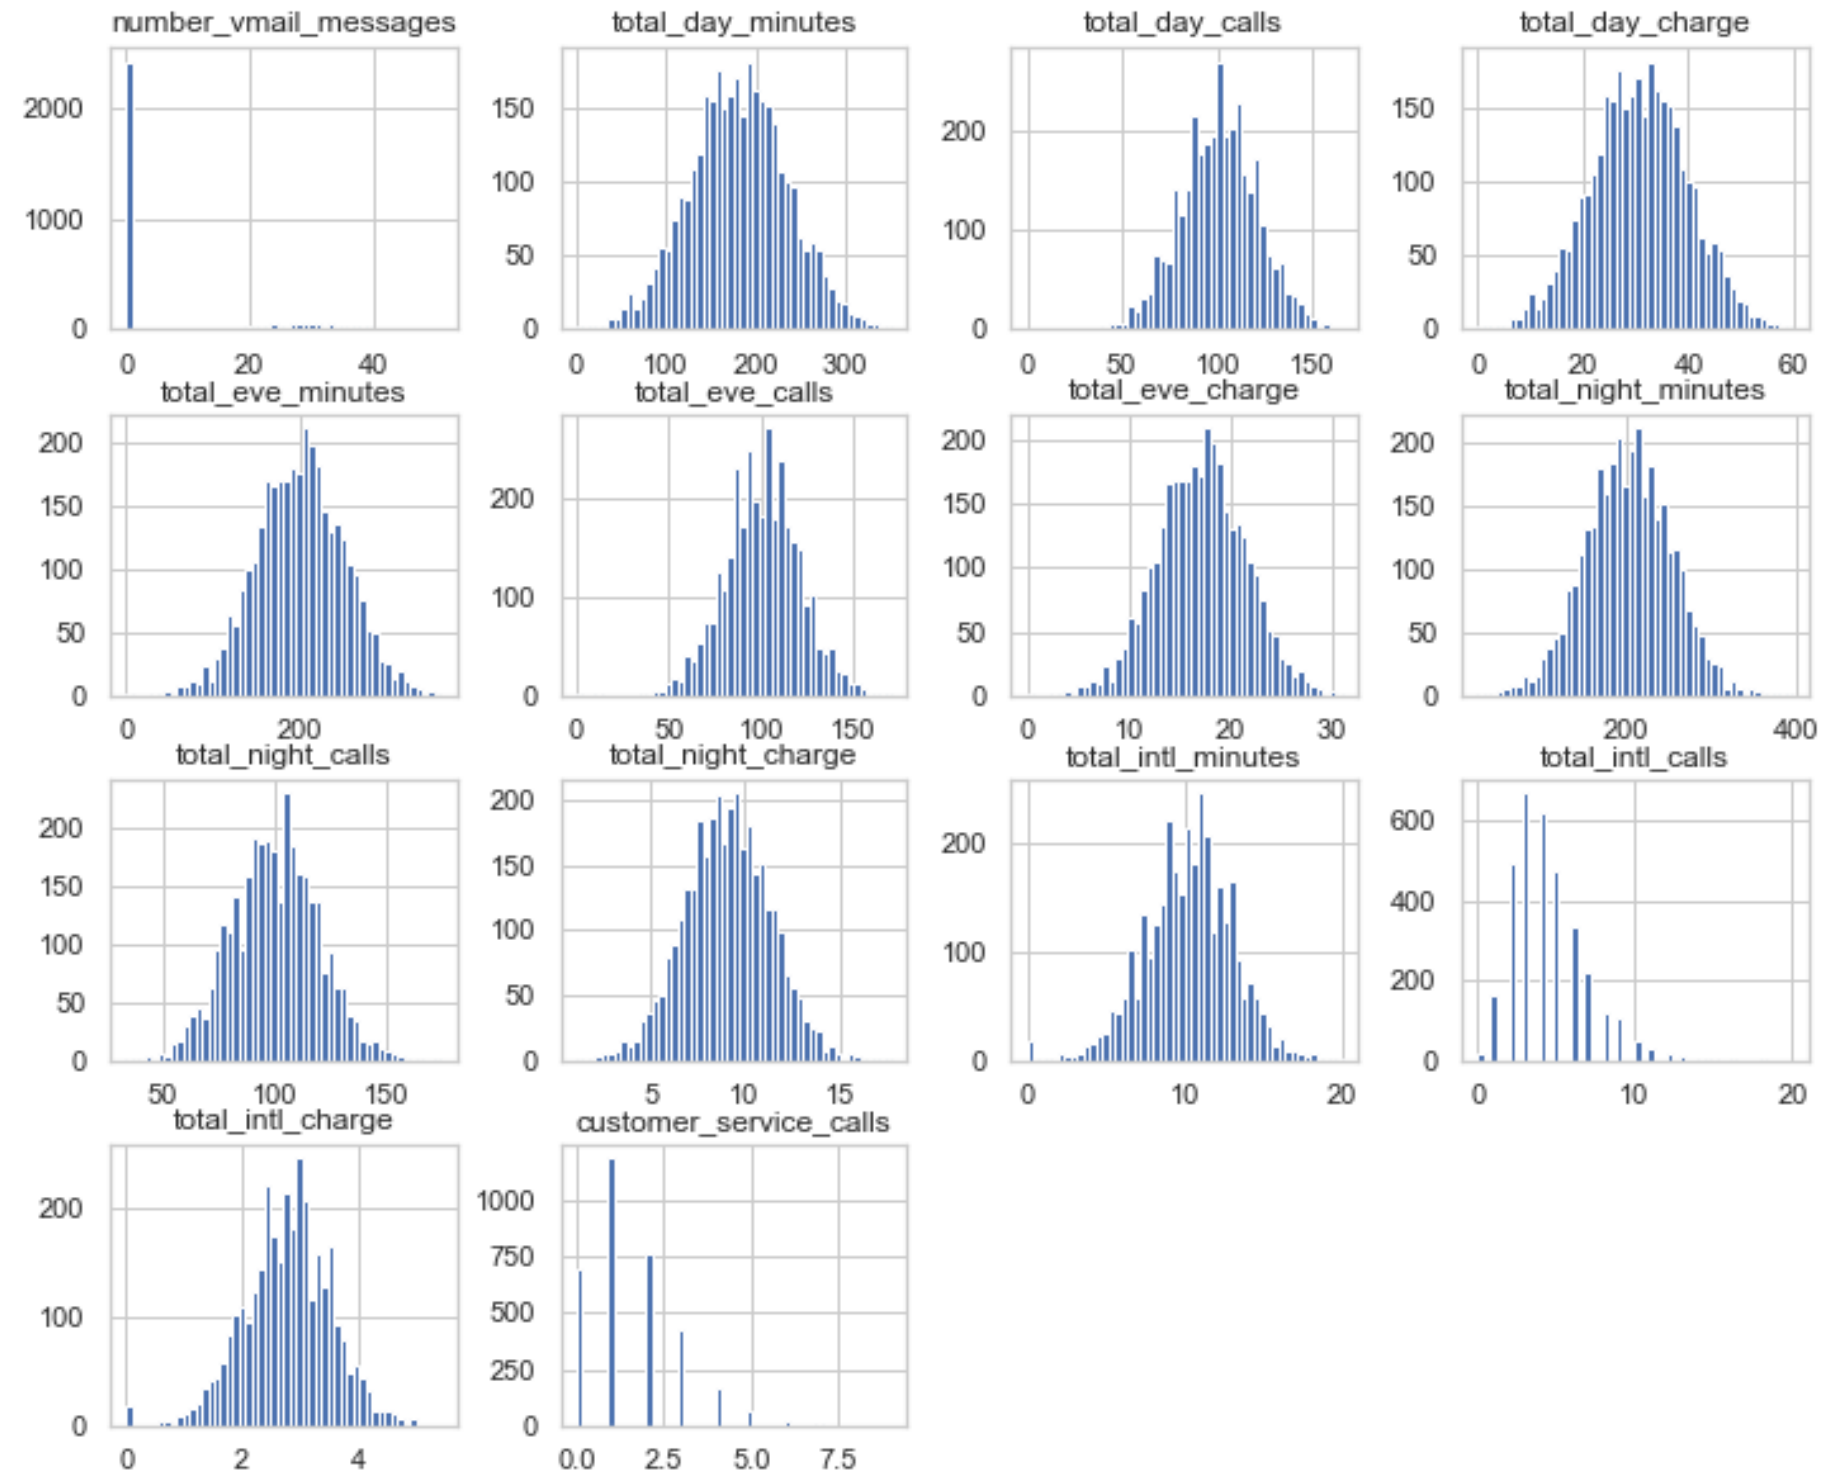 number_vmail_messages total_day_minutes total_day_calls total_day_charge
2000 150 200 150
1000 100 100 100
50 50
0 0 0 0
0 20 40 0 100 200 300 0 50 100 150 0 20 40 60
total_eve_minutes total_eve_calls total_eve_charge total_night_minutes
200 200 200 200
150 150 150
100 100 100 100
50 50 50
0 0 0 0
0 200 0 50 100 150 0 10 20 30 200 400
total_night_calls total_night_charge total_intl_minutes total_intl_calls
200 200 200 600
150 150 400
100 100 100 200
50 50
0 0 0 0
50 100 150 5 10 15 0 10 20 0 10 20
total_intl_charge customer_service_calls
200 1000
750
100 500
250
0 0
0 2 4 0.0 2.5 5.0 7.5